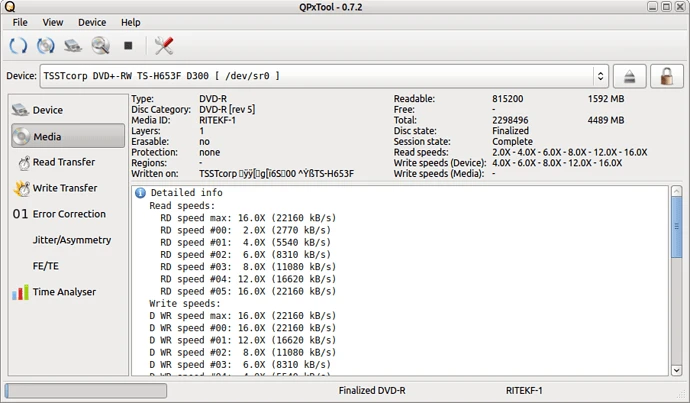 QPxTool - 0.7.2
File View Device Help
Device: TSSTcorp DVD+-RW TS-H653F D300 [ /dev/sr0 ]
Device
Media
Read Transfer
Write Transfer
01 Error Correction
Jitter/Asymmetry
FE/TE
Time Analyser
Type: DVD-R
Disc Category: DVD-R [rev 5]
Media ID: RITEKF-1
Layers: 1
Erasable: no
Protection: none
Regions: -
Written on: TSSTcorp TS-H653F
Readable: 815200 1592 MB
Free: -
Total: 2298496 4489 MB
Disc state: Finalized
Session state: Complete
Read speeds: 2.0X - 4.0X - 6.0X - 8.0X - 12.0X - 16.0X
Write speeds (Device): 4.0X - 6.0X - 8.0X - 12.0X - 16.0X
Write speeds (Media): -
Detailed info
Read speeds:
RD speed max: 16.0X (22160 kB/s)
RD speed #00: 2.0X (2770 kB/s)
RD speed #01: 4.0X (5540 kB/s)
RD speed #02: 6.0X (8310 kB/s)
RD speed #03: 8.0X (11080 kB/s)
RD speed #04: 12.0X (16620 kB/s)
RD speed #05: 16.0X (22160 kB/s)
Write speeds:
D WR speed max: 16.0X (22160 kB/s)
D WR speed #00: 16.0X (22160 kB/s)
D WR speed #01: 12.0X (16620 kB/s)
D WR speed #02: 8.0X (11080 kB/s)
D WR speed #03: 6.0X (8310 kB/s)
D WR speed #04: 4.0X (5540 kB/s)
Finalized DVD-R RITEKF-1